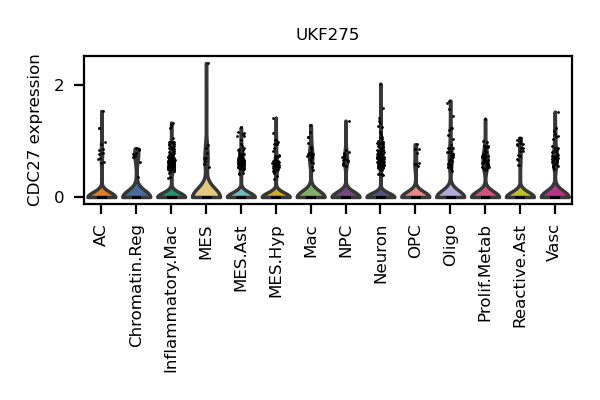 UKF275
CDC27 expression
2
0
AC
Chromatin.Reg
Inflammatory.Mac
MES
MES.Ast
MES.Hyp
Mac
NPC
Neuron
OPC
Oligo
Prolif.Metab
Reactive.Ast
Vasc